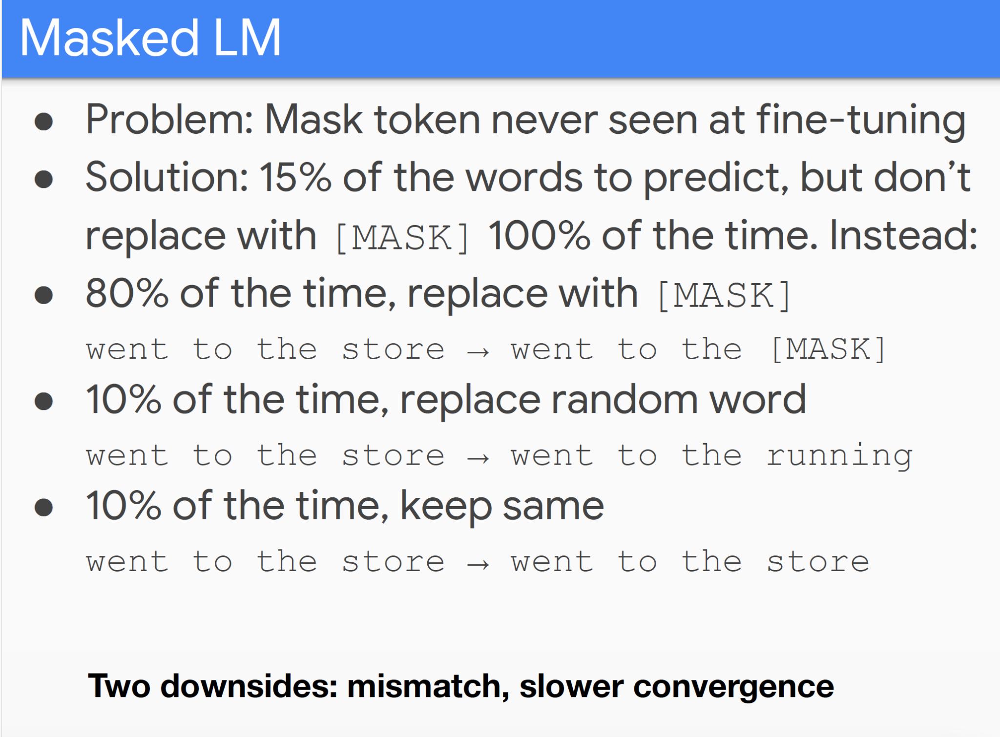 Masked LM
● Problem: Mask token never seen at fine-tuning
● Solution: 15% of the words to predict, but don’t
replace with [MASK] 100% of the time. Instead:
● 80% of the time, replace with [MASK]
went to the store → went to the [MASK]
● 10% of the time, replace random word
went to the store → went to the running
● 10% of the time, keep same
went to the store → went to the store
Two downsides: mismatch, slower convergence